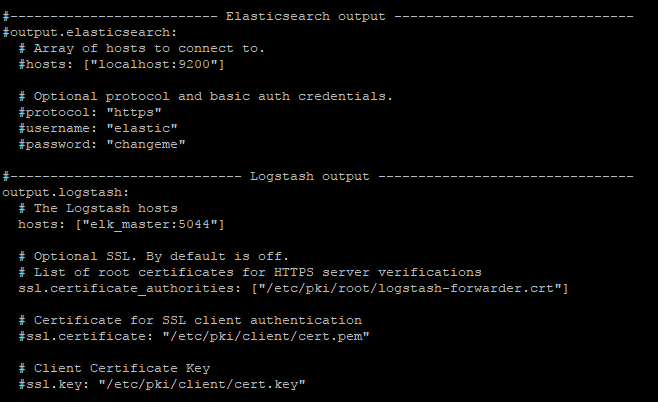 #-------------------------- Elasticsearch output ------------------------------
#output.elasticsearch:
  # Array of hosts to connect to.
  #hosts: ["localhost:9200"]

  # Optional protocol and basic auth credentials.
  #protocol: "https"
  #username: "elastic"
  #password: "changeme"

#----------------------------- Logstash output --------------------------------
output.logstash:
  # The Logstash hosts
  hosts: ["elk_master:5044"]

  # Optional SSL. By default is off.
  # List of root certificates for HTTPS server verifications
  ssl.certificate_authorities: ["/etc/pki/root/logstash-forwarder.crt"]

  # Certificate for SSL client authentication
  #ssl.certificate: "/etc/pki/client/cert.pem"

  # Client Certificate Key
  #ssl.key: "/etc/pki/client/cert.key"